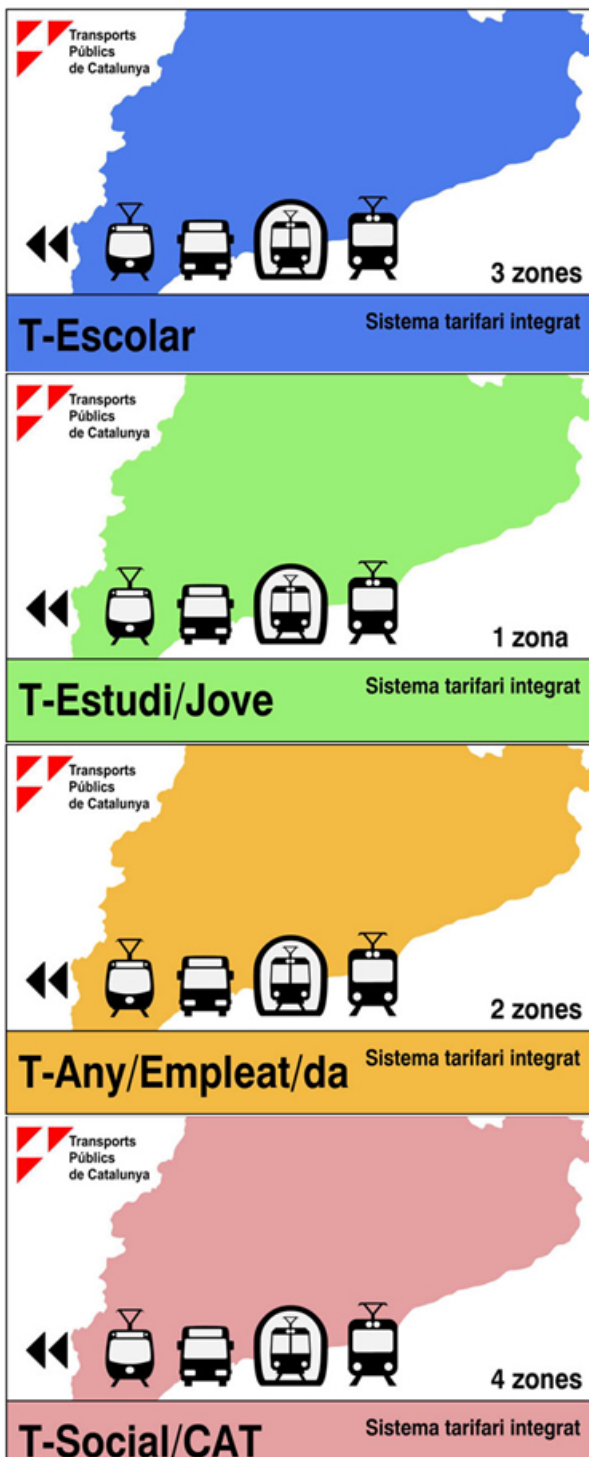 Transports
Públics
de Catalunya
3 zones
T-Escolar
Sistema tarifari integrat
Transports
Públics
de Catalunya
1 zona
T-Estudi/Jove
Sistema tarifari integrat
Transports
Públics
de Catalunya
2 zones
T-Any/Empleat/da
Sistema tarifari integrat
Transports
Públics
de Catalunya
4 zones
T-Social/CAT
Sistema tarifari integrat